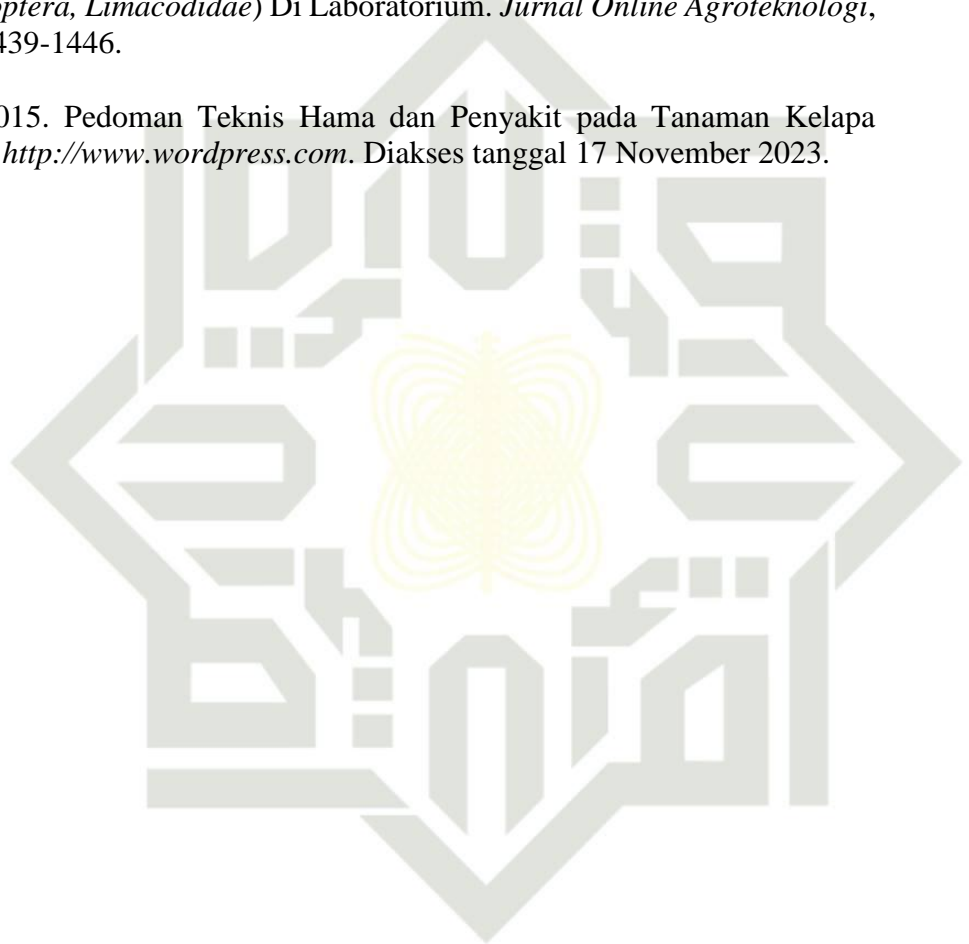 optera, Limacodidae) Di Laboratorium. Jurnal Online Agroteknologi,
439-1446.
015. Pedoman Teknis Hama dan Penyakit pada Tanaman Kelapa
http://www.wordpress.com. Diakses tanggal 17 November 2023.